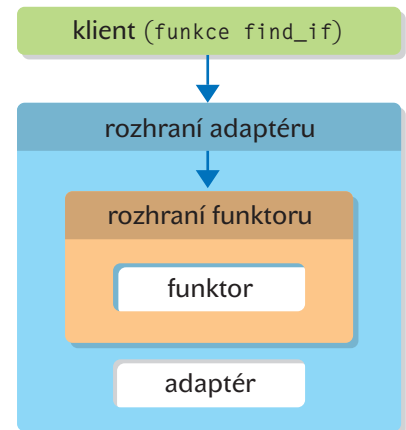 klient (funkce find_if)
rozhraní adaptéru
rozhraní funktoru
funktor
adaptér